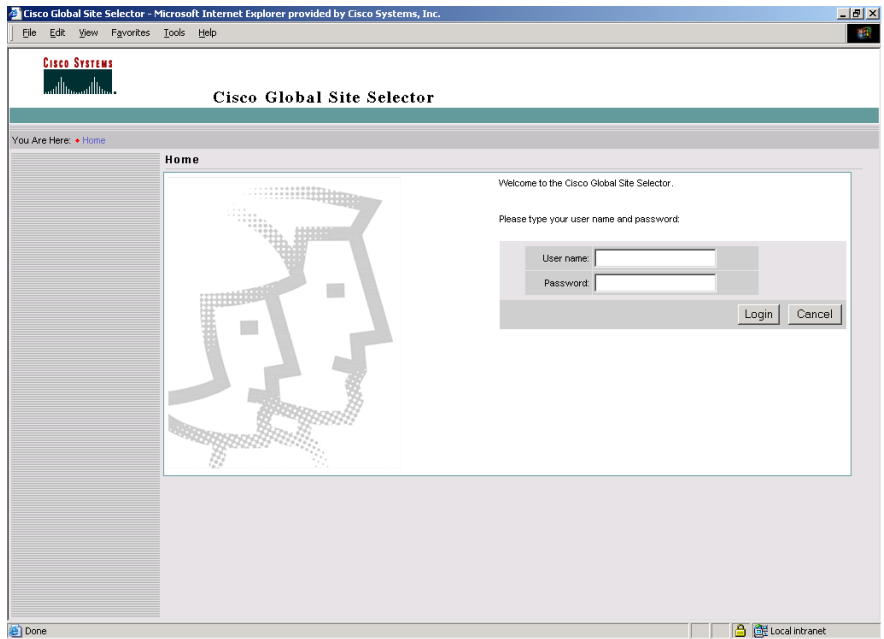 Cisco Global Site Selector - Microsoft Internet Explorer provided by Cisco Systems, Inc.
File Edit View Favorites Tools Help
CISCO SYSTEMS
Cisco Global Site Selector
You Are Here: Home
Home
Welcome to the Cisco Global Site Selector.
Please type your user name and password:
User name:
Password:
Login Cancel
Done Local intranet